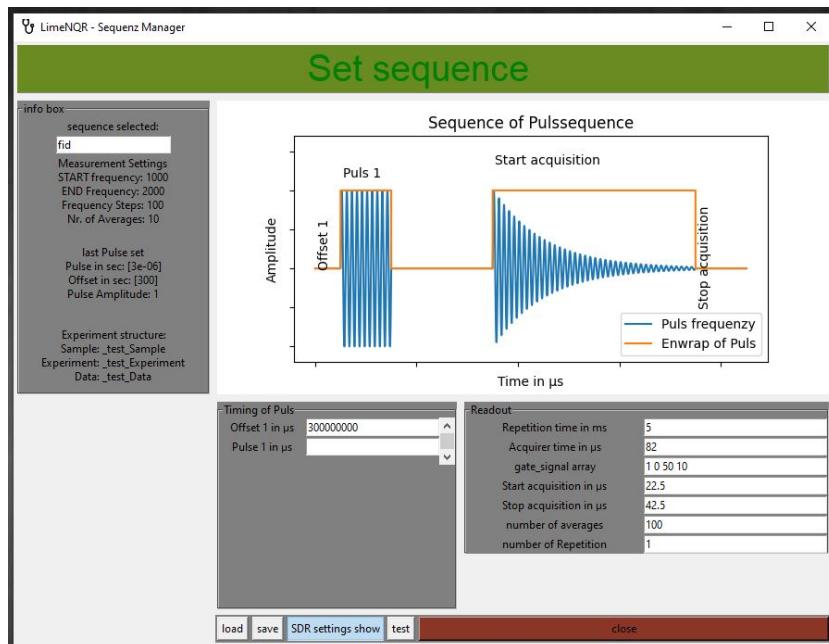 LimeNQR - Sequenz Manager
Set sequence
info box
sequence selected:
fid
Measurement Settings
START frequency: 1000
END Frequency: 2000
Frequency Steps: 100
Nr. of Averages: 10
last Pulse set
Pulse in sec: [3e-06]
Offset in sec: [300]
Pulse Amplitude: 1
Experiment structure:
Sample: _test_Sample
Experiment: _test_Experiment
Data: _test_Data
Sequence of Pulssequence
Amplitude
Offset 1
Puls 1
Start acquisition
Stop acquisition
Puls frequenzy
Enwrap of Puls
Time in µs
Timing of Puls
Offset 1 in µs 300000000
Pulse 1 in µs
Readout
Repetition time in ms 5
Acquirer time in µs 82
gate_signal array 1 0 50 10
Start acquisition in µs 22.5
Stop acquisition in µs 42.5
number of averages 100
number of Repetition 1
load save SDR settings show test close